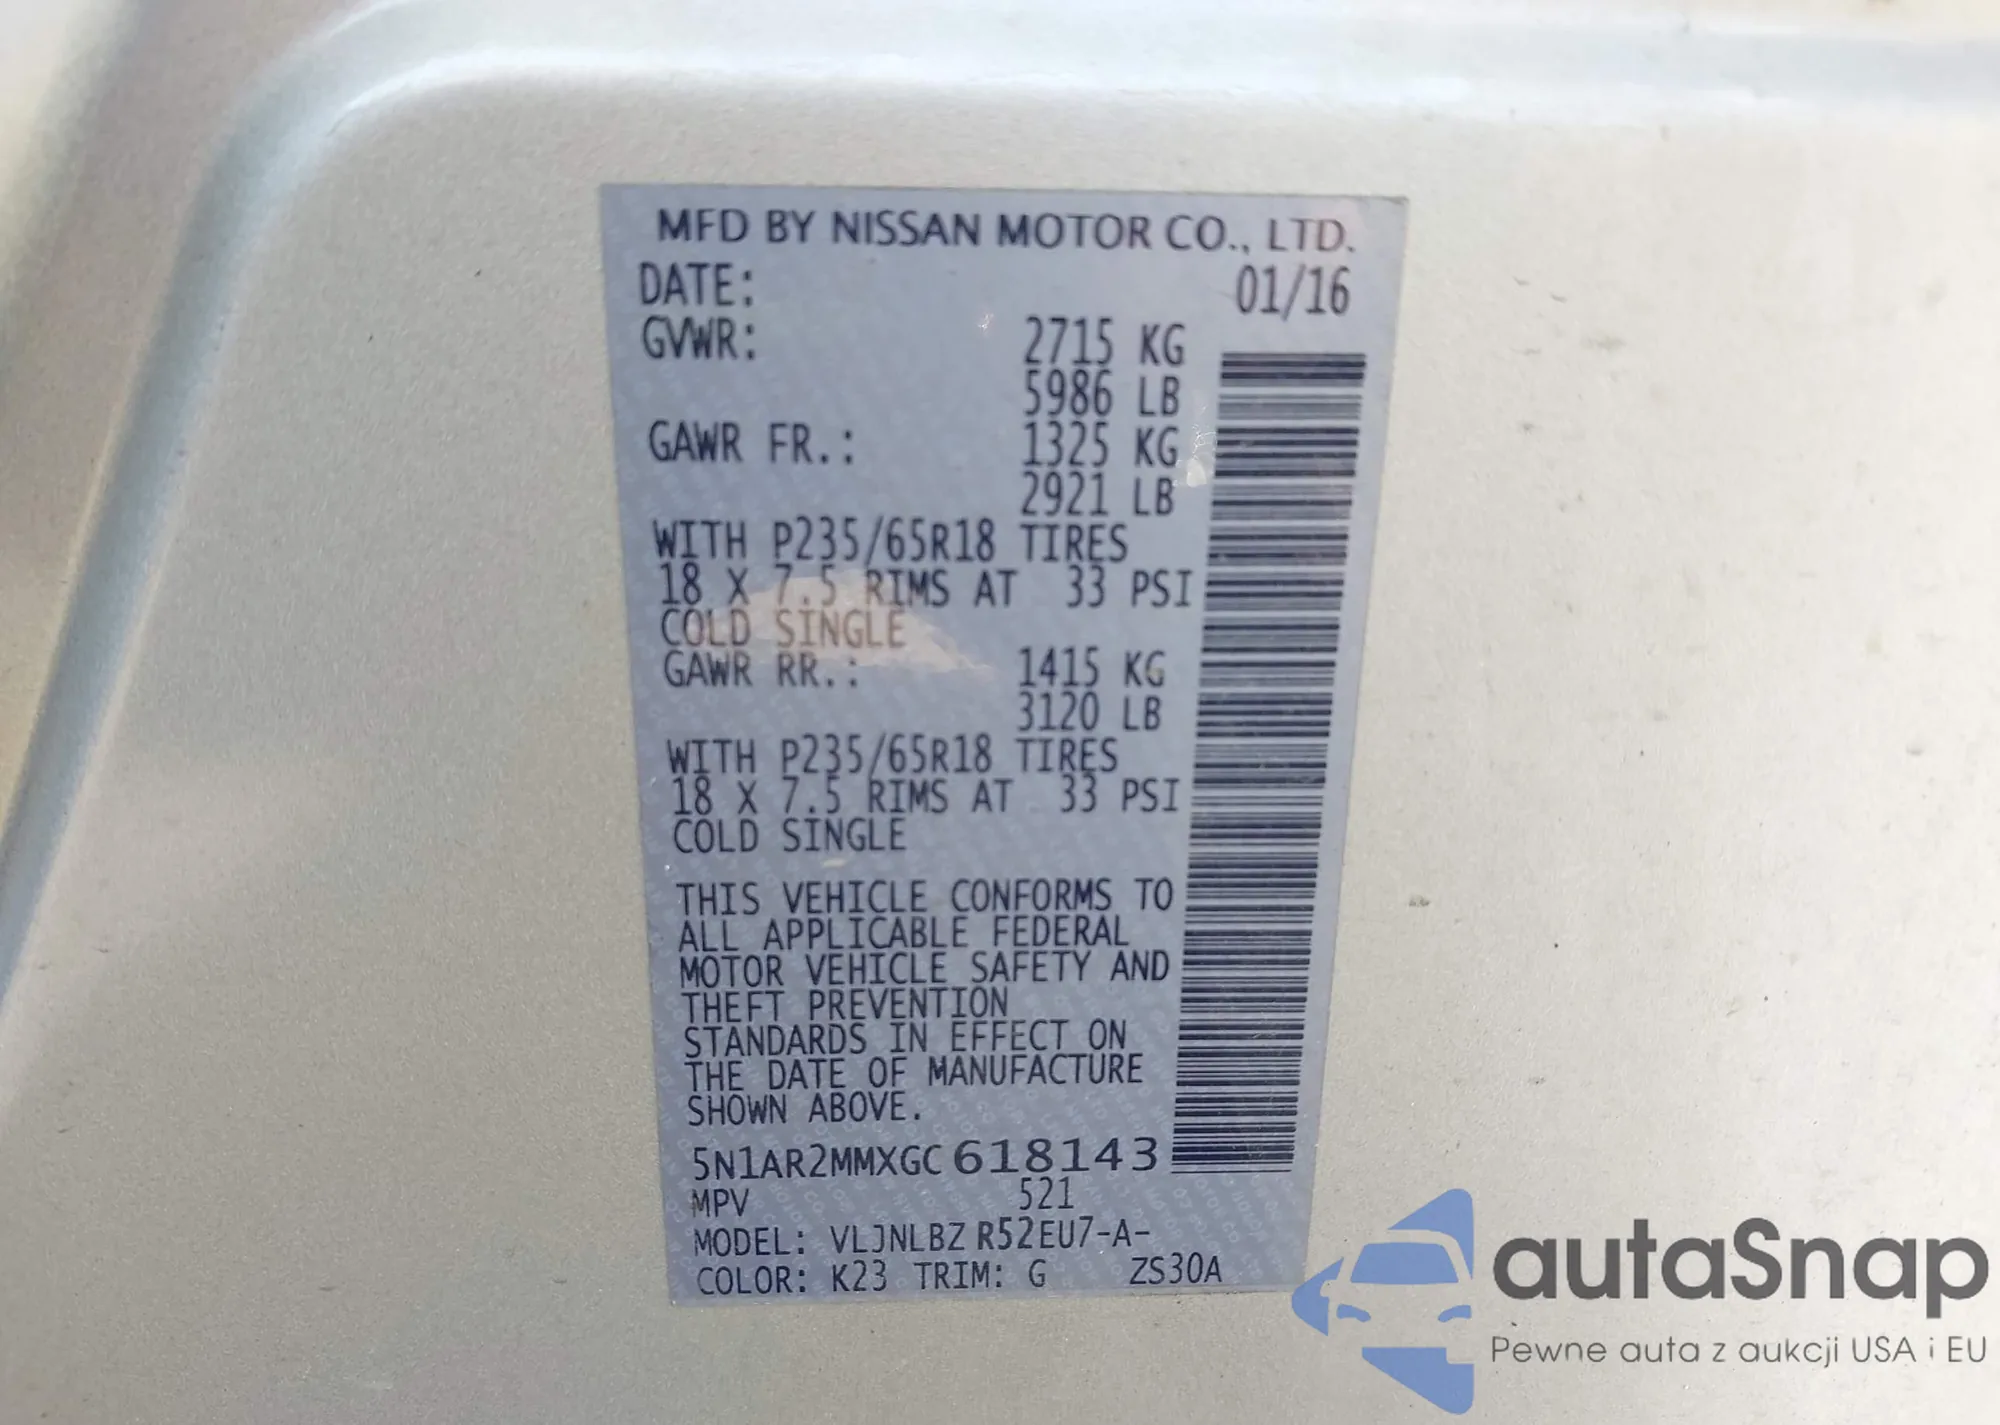 MFD BY NISSAN MOTOR CO., LTD.
DATE: 01/16
GVWR: 2715 KG
5986 LB
GAWR FR.: 1325 KG
2921 LB
WITH P235/65R18 TIRES
18 X 7.5 RIMS AT 33 PSI
COLD SINGLE
GAWR RR.: 1415 KG
3120 LB
WITH P235/65R18 TIRES
18 X 7.5 RIMS AT 33 PSI
COLD SINGLE
THIS VEHICLE CONFORMS TO
ALL APPLICABLE FEDERAL
MOTOR VEHICLE SAFETY AND
THEFT PREVENTION
STANDARDS IN EFFECT ON
THE DATE OF MANUFACTURE
SHOWN ABOVE.
5N1AR2MMXGC618143
MPV 521
MODEL: VLJNLBZ R52EU7-A-
COLOR: K23 TRIM: G ZS30A
autoSnap
Pewne auta z aukcji USA i EU